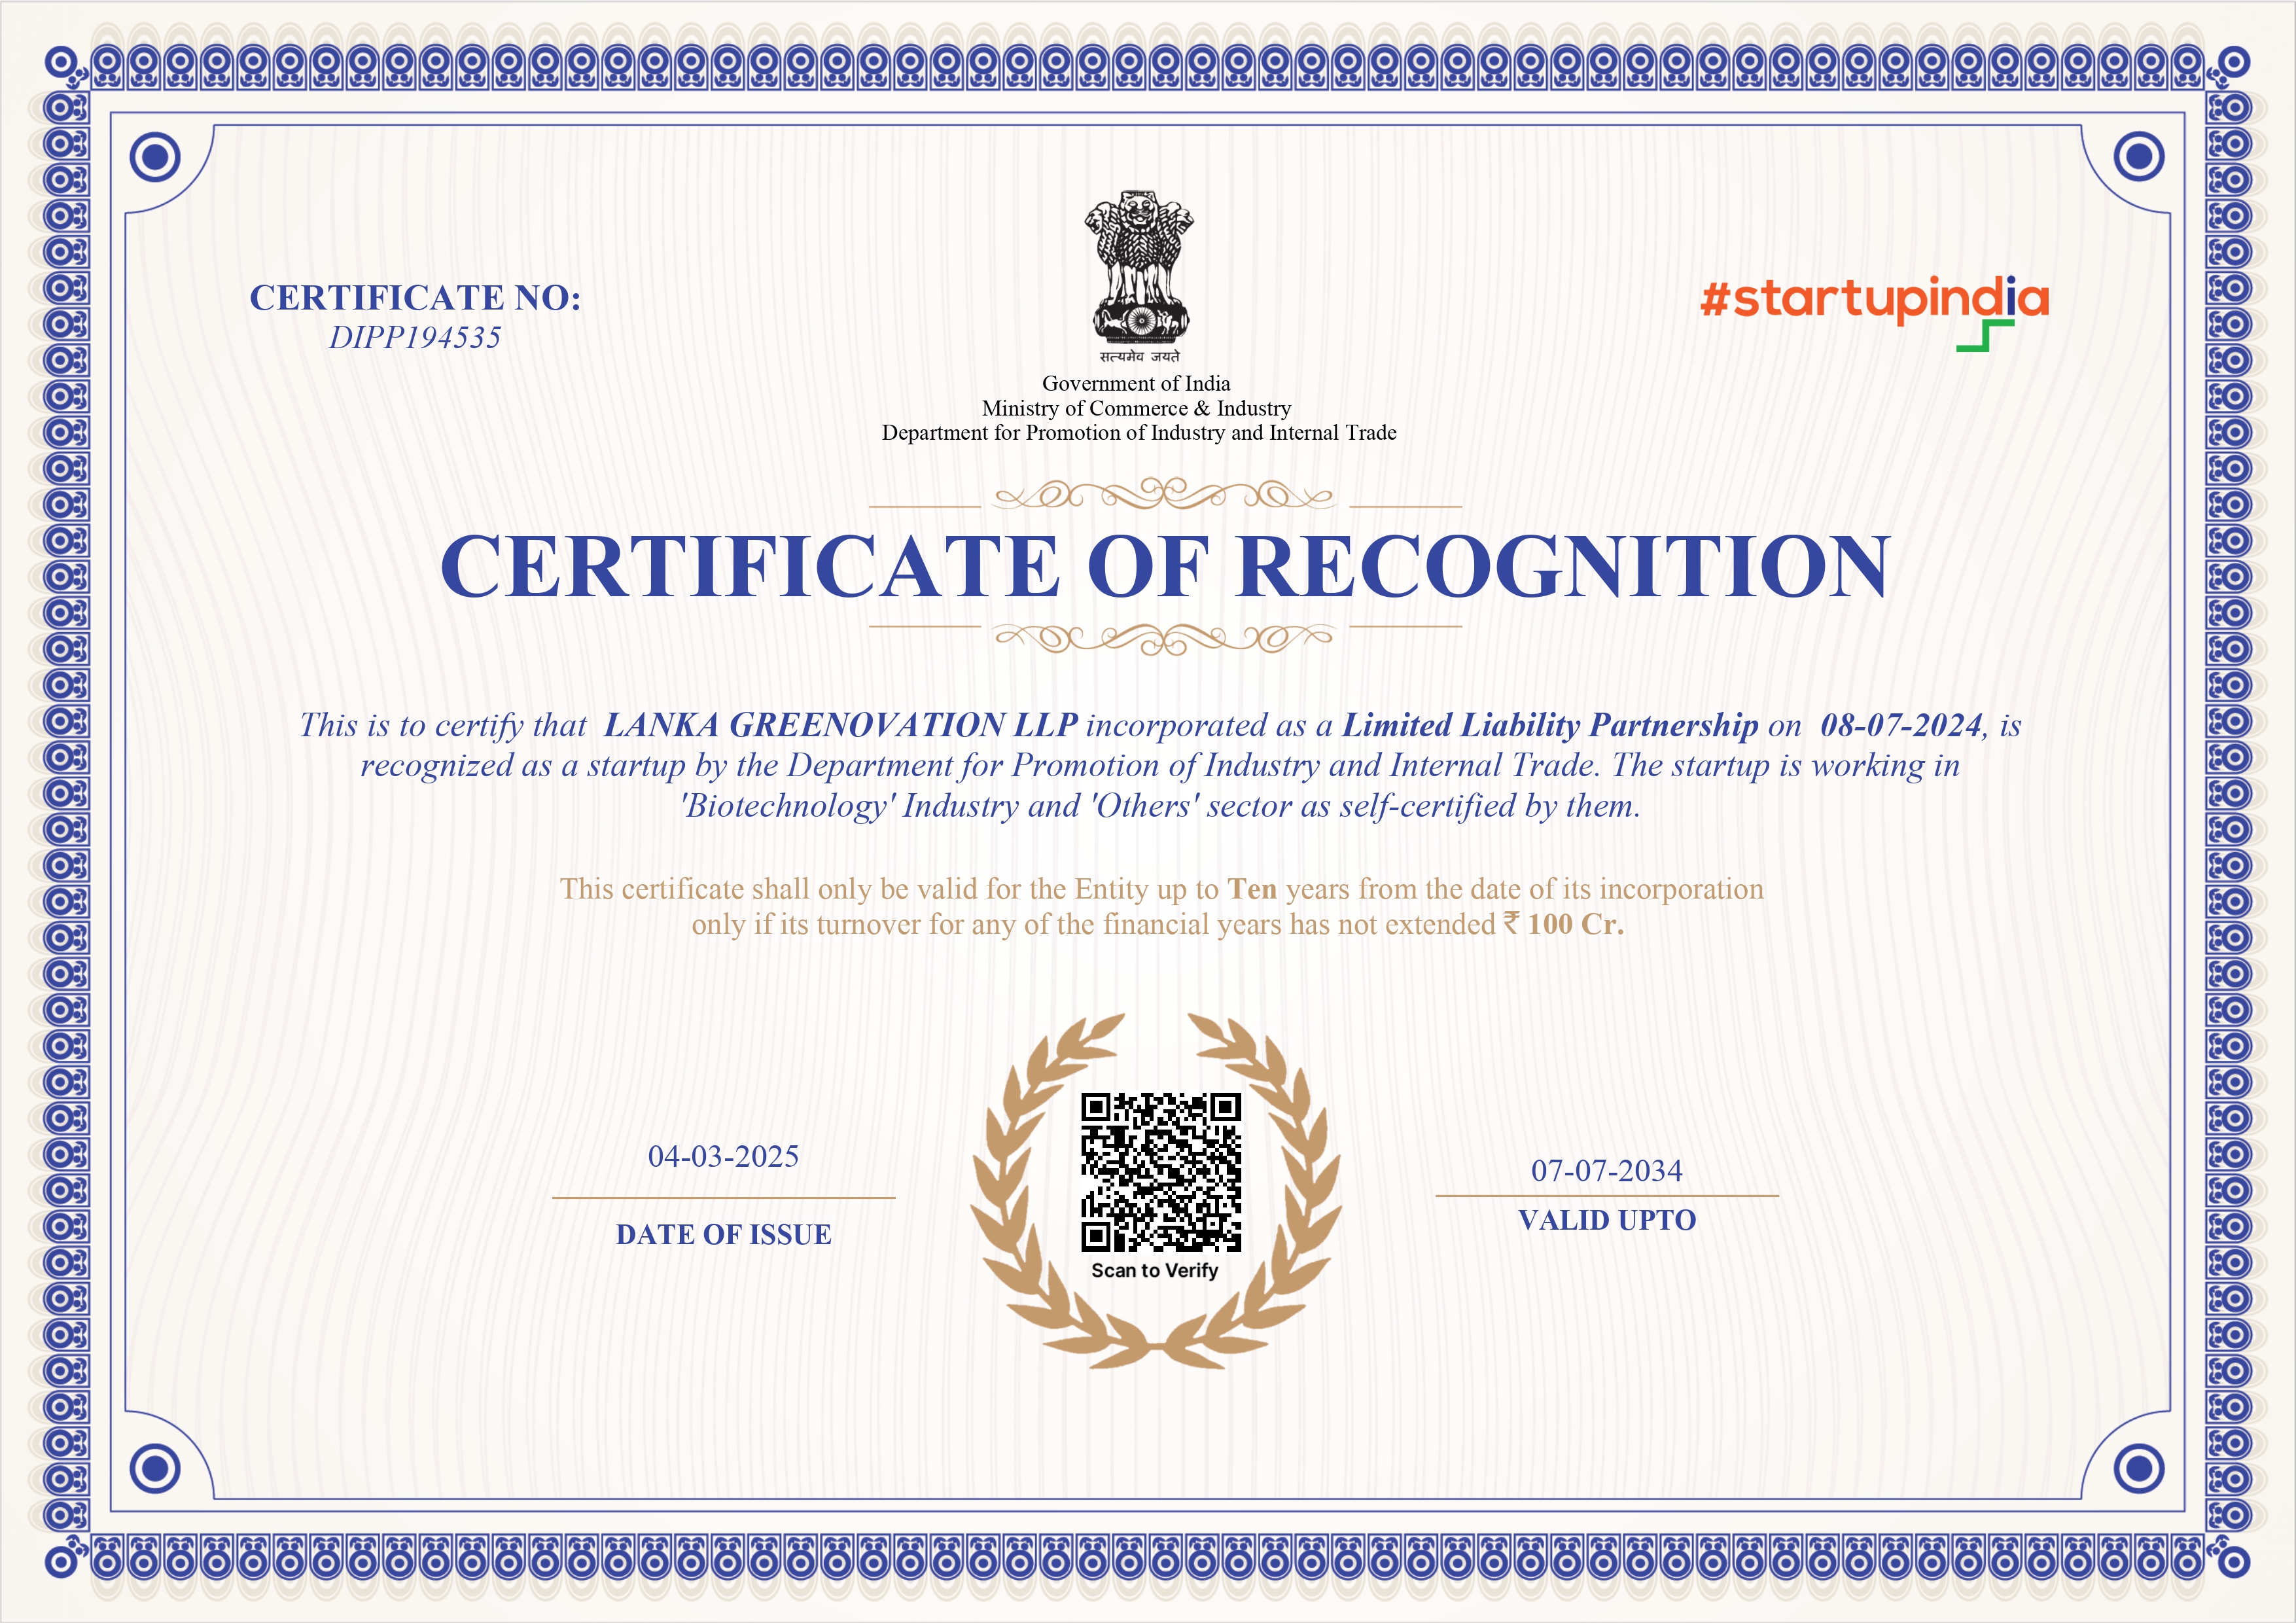 CERTIFICATE NO:
DIPP194535
सत्यमेव जयते
#startupindia
Government of India
Ministry of Commerce & Industry
Department for Promotion of Industry and Internal Trade
CERTIFICATE OF RECOGNITION
This is to certify that LANKA GREENOVATION LLP incorporated as a Limited Liability Partnership on 08-07-2024, is
recognized as a startup by the Department for Promotion of Industry and Internal Trade. The startup is working in
'Biotechnology' Industry and 'Others' sector as self-certified by them.
This certificate shall only be valid for the Entity up to Ten years from the date of its incorporation
only if its turnover for any of the financial years has not extended ₹ 100 Cr.
04-03-2025
DATE OF ISSUE
Scan to Verify
07-07-2034
VALID UPTO